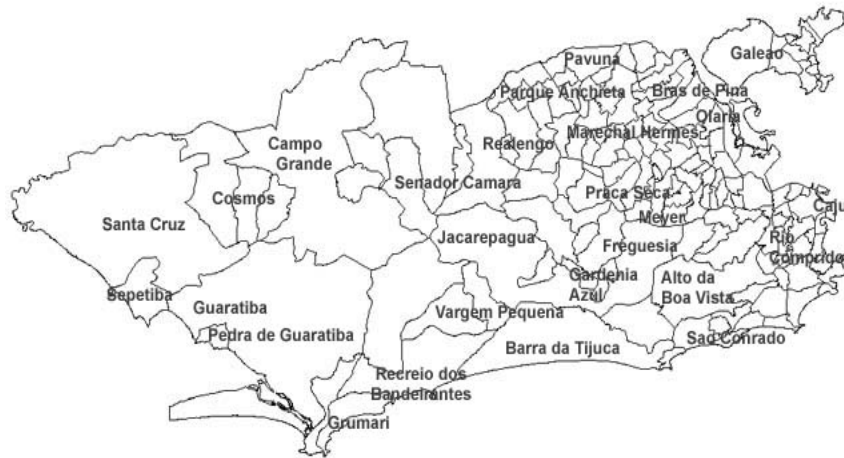 Galeao
Pavuna
Parque Anchieta
Bras de Pina
Olaria
Campo
Grande
Realengo
Marechal Hermes
Senador Camara
Cosmos
Praca Seca
Caju
Santa Cruz
Meyer
Jacarepagua
Freguesia
Rio
Comprido
Gardenia
Azul
Alto da
Boa Vista
Sepetiba
Guaratiba
Vargem Pequena
Pedra de Guaratiba
Sao Conrado
Barra da Tijuca
Recreio dos
Bandeirantes
Grumari